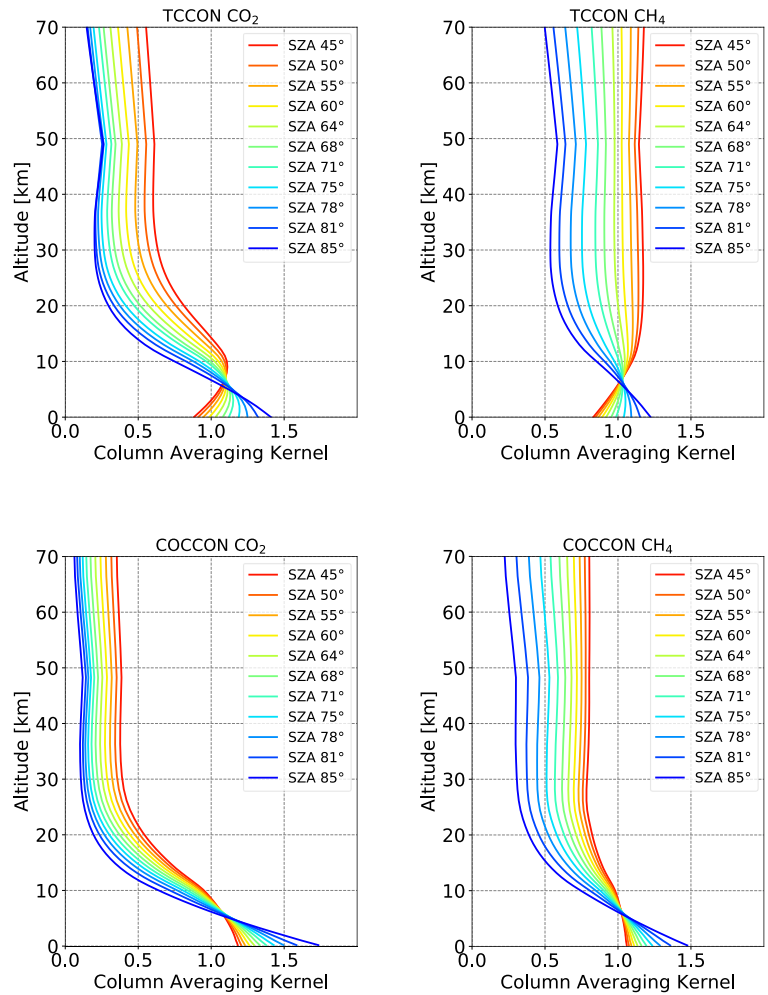 TCCON CO₂
70
60
50
40
30
20
10
0
Altitude [km]
SZA 45°
SZA 50°
SZA 55°
SZA 60°
SZA 64°
SZA 68°
SZA 71°
SZA 75°
SZA 78°
SZA 81°
SZA 85°
0.0 0.5 1.0 1.5
Column Averaging Kernel
TCCON CH₄
70
60
50
40
30
20
10
0
Altitude [km]
SZA 45°
SZA 50°
SZA 55°
SZA 60°
SZA 64°
SZA 68°
SZA 71°
SZA 75°
SZA 78°
SZA 81°
SZA 85°
0.0 0.5 1.0 1.5
Column Averaging Kernel
COCCON CO₂
70
60
50
40
30
20
10
0
Altitude [km]
SZA 45°
SZA 50°
SZA 55°
SZA 60°
SZA 64°
SZA 68°
SZA 71°
SZA 75°
SZA 78°
SZA 81°
SZA 85°
0.0 0.5 1.0 1.5
Column Averaging Kernel
COCCON CH₄
70
60
50
40
30
20
10
0
Altitude [km]
SZA 45°
SZA 50°
SZA 55°
SZA 60°
SZA 64°
SZA 68°
SZA 71°
SZA 75°
SZA 78°
SZA 81°
SZA 85°
0.0 0.5 1.0 1.5
Column Averaging Kernel